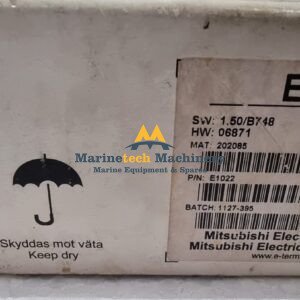 E
SW: 1.50/B748
HW: 06871
MAT: 202085
P/N: E1022
BATCH: 1127-395
Mitsubishi Elec
Mitsubishi Electric
www.e-term
Marinetech Machinery
Marine Equipment & Spares
Skyddas mot väta
Keep dry